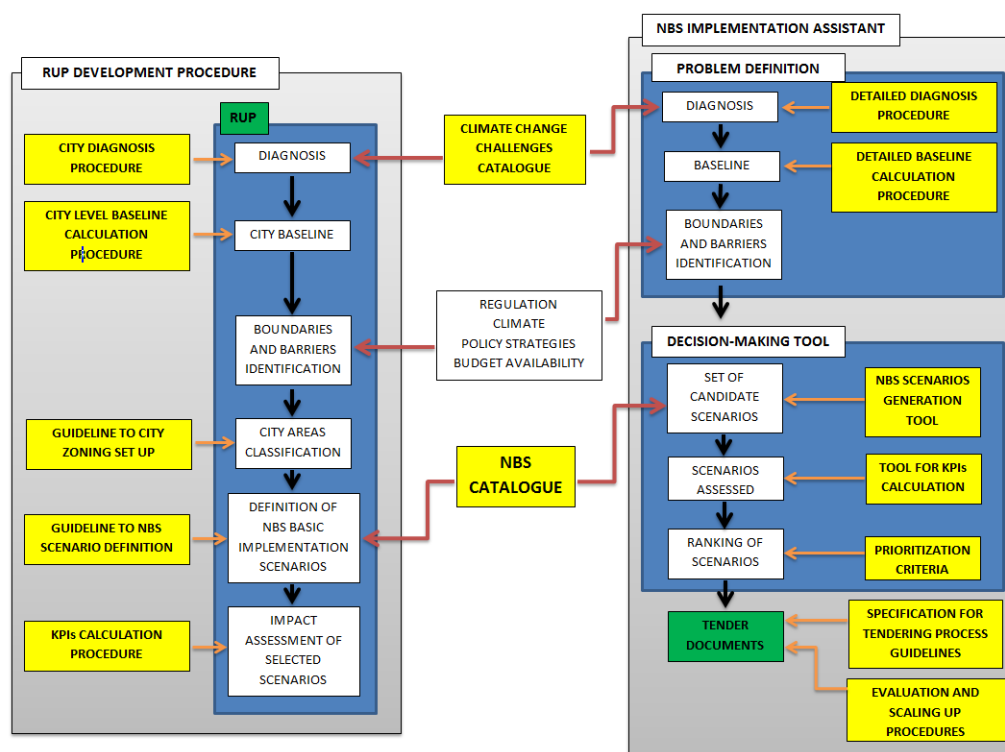 RUP DEVELOPMENT PROCEDURE
RUP
CITY DIAGNOSIS
PROCEDURE
DIAGNOSIS
CITY LEVEL BASELINE
CALCULATION
PROCEDURE
CITY BASELINE
BOUNDARIES
AND BARRIERS
IDENTIFICATION
GUIDELINE TO CITY
ZONING SET UP
CITY AREAS
CLASSIFICATION
GUIDELINE TO NBS
SCENARIO DEFINITION
DEFINITION OF
NBS BASIC
IMPLEMENTATION
SCENARIOS
KPIs CALCULATION
PROCEDURE
IMPACT
ASSESSMENT OF
SELECTED
SCENARIOS
CLIMATE CHANGE
CHALLENGES
CATALOGUE
REGULATION
CLIMATE
POLICY STRATEGIES
BUDGET AVAILABILITY
NBS
CATALOGUE
NBS IMPLEMENTATION ASSISTANT
PROBLEM DEFINITION
DIAGNOSIS
DETAILED DIAGNOSIS
PROCEDURE
BASELINE
DETAILED BASELINE
CALCULATION
PROCEDURE
BOUNDARIES
AND BARRIERS
IDENTIFICATION
DECISION-MAKING TOOL
SET OF
CANDIDATE
SCENARIOS
NBS SCENARIOS
GENERATION
TOOL
SCENARIOS
ASSESSED
TOOL FOR KPIs
CALCULATION
RANKING OF
SCENARIOS
PRIORITIZATION
CRITERIA
TENDER
DOCUMENTS
SPECIFICATION FOR
TENDERING PROCESS
GUIDELINES
EVALUATION AND
SCALING UP
PROCEDURES